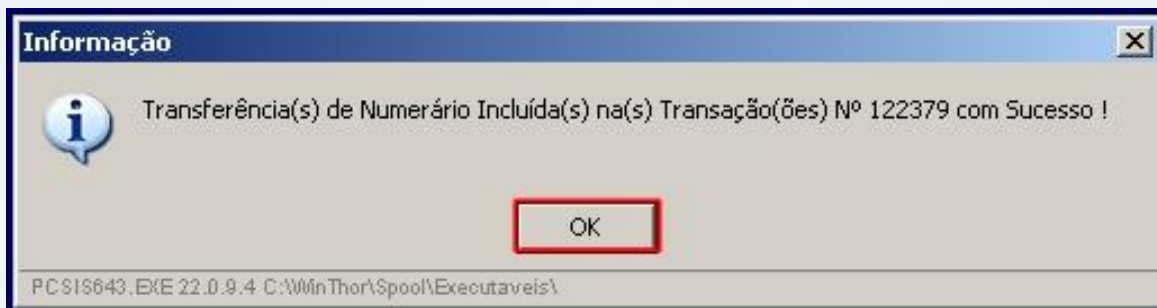 Informação
Transferência(s) de Numerário Incluída(s) na(s) Transação(ões) Nº 122379 com Sucesso !
OK
PCSIS643.EXE 22.0.9.4 C:\WinThor\Spool\Executaveis\